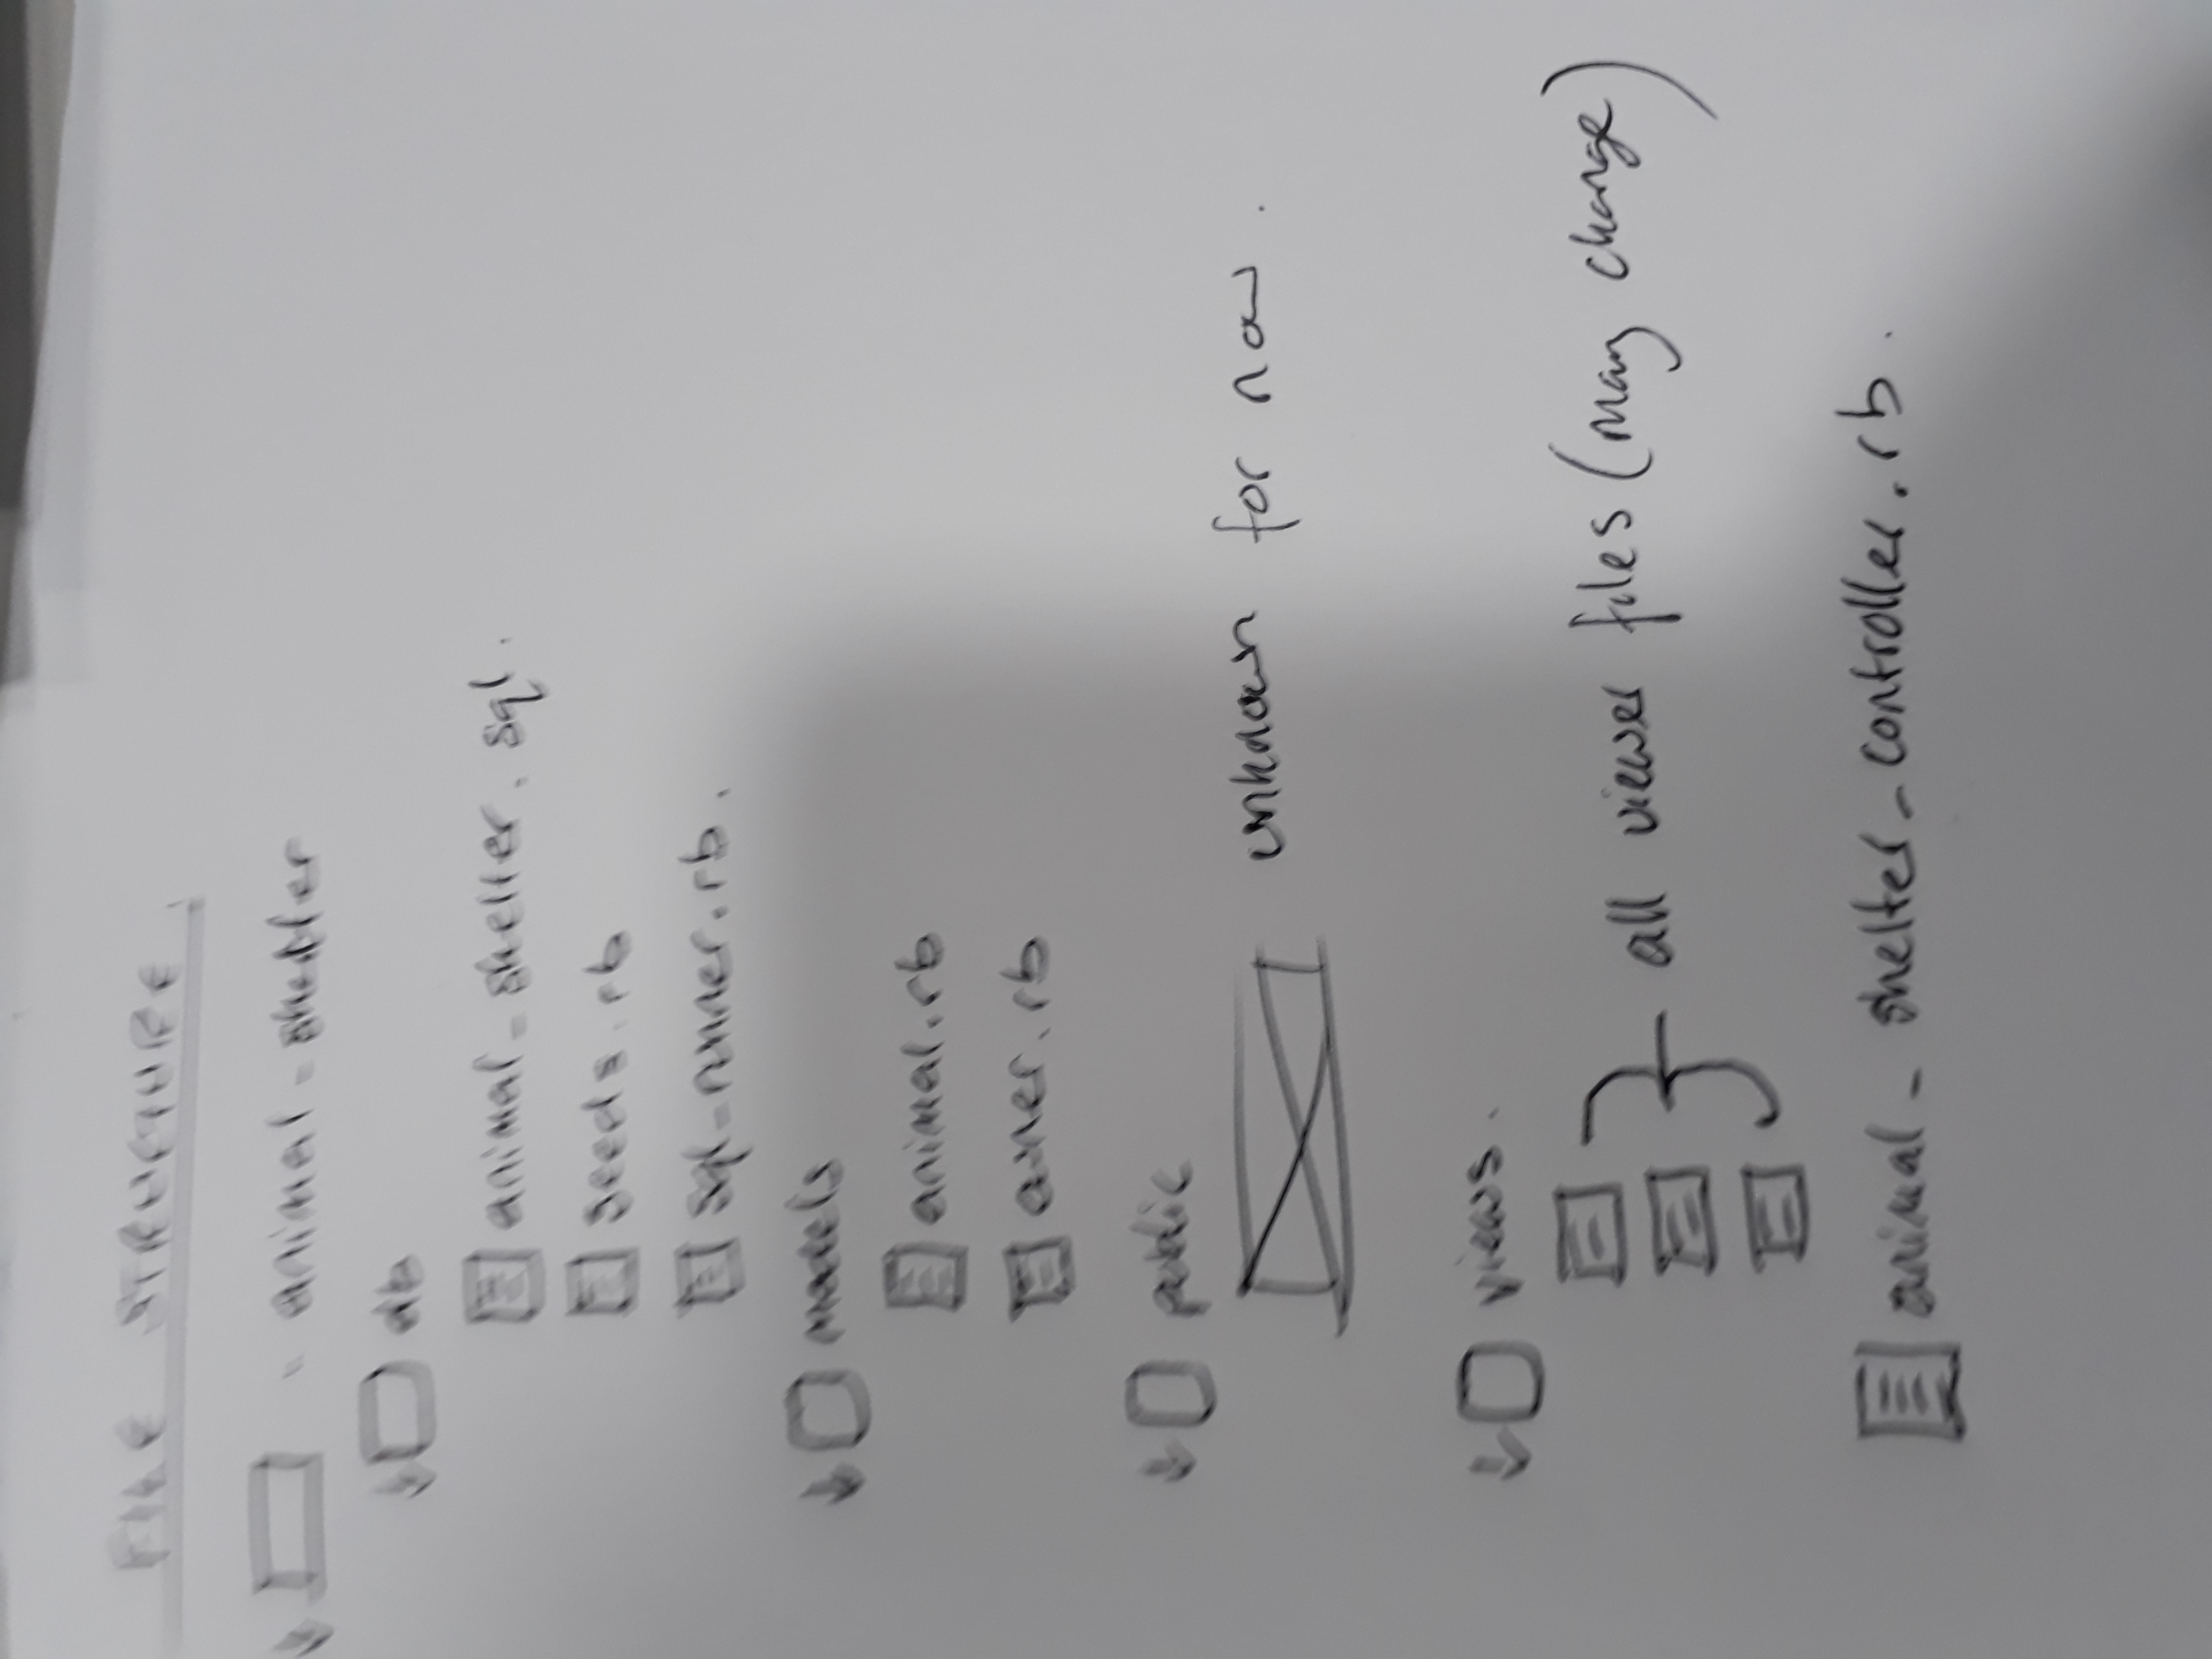 FILE STRUCTURE.
animal_shelter
db
animal_shelter.sql.
seeds.rb
sql_runner.rb.
models
animal.rb
owner.rb
public
unknown for now.
views.
all viewer files (may change)
animal_shelter_controller.rb.